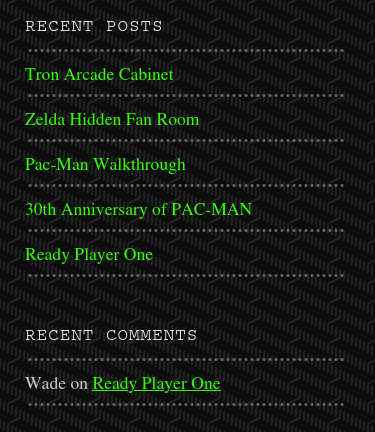 RECENT POSTS
Tron Arcade Cabinet
Zelda Hidden Fan Room
Pac-Man Walkthrough
30th Anniversary of PAC-MAN
Ready Player One
RECENT COMMENTS
Wade on Ready Player One